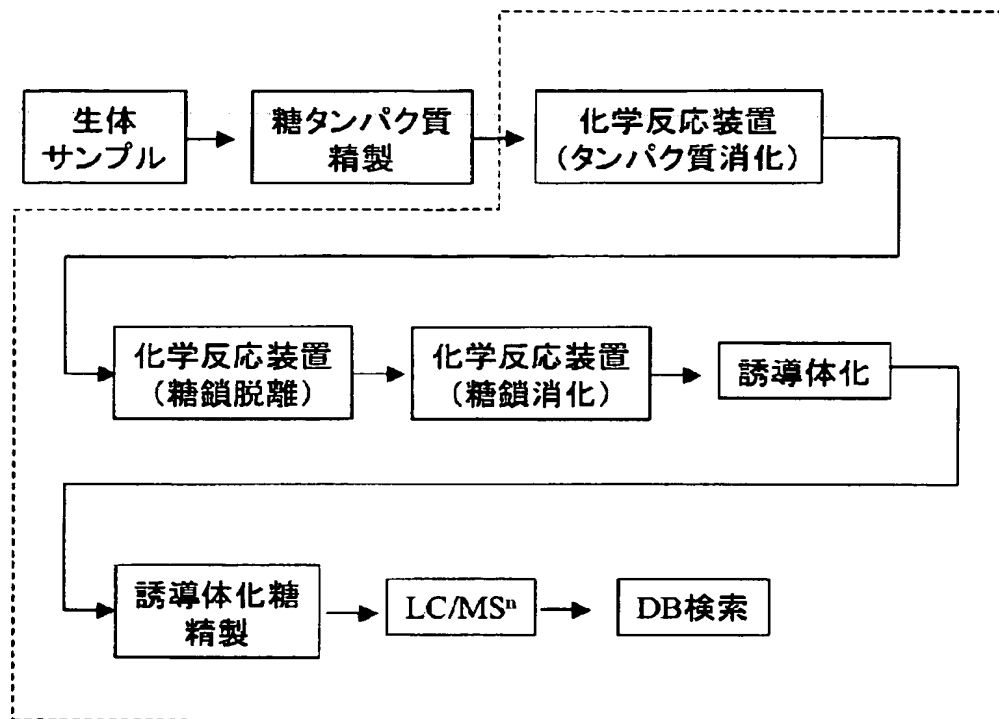 生体
サンプル
糖タンパク質
精製
化学反応装置
（タンパク質消化）
化学反応装置
（糖鎖脱離）
化学反応装置
（糖鎖消化）
誘導体化
誘導体化糖
精製
LC/MSⁿ
DB検索